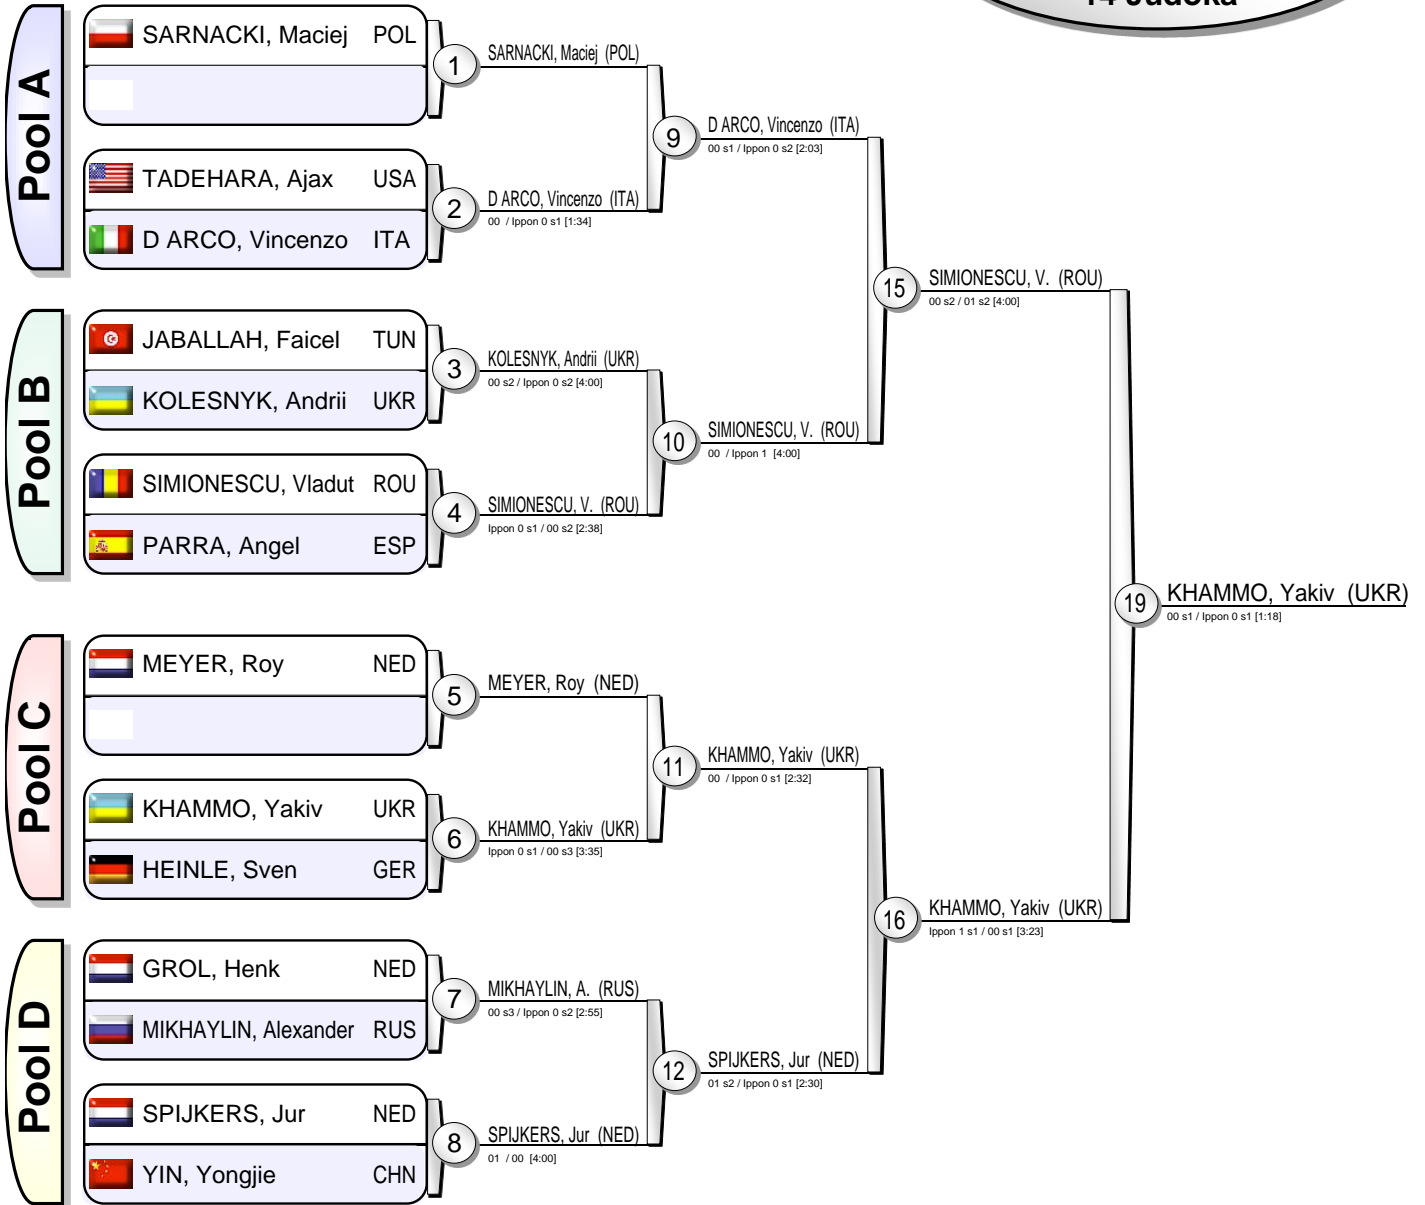 14 Judoka
Pool A
SARNACKI, Maciej POL
TADEHARA, Ajax USA
D ARCO, Vincenzo ITA
1
SARNACKI, Maciej (POL)
2
D ARCO, Vincenzo (ITA)
00 / Ippon 0 s1 [1:34]
9
D ARCO, Vincenzo (ITA)
00 s1 / Ippon 0 s2 [2:03]
Pool B
JABALLAH, Faicel TUN
KOLESNYK, Andrii UKR
SIMIONESCU, Vladut ROU
PARRA, Angel ESP
3
KOLESNYK, Andrii (UKR)
00 s2 / Ippon 0 s2 [4:00]
4
SIMIONESCU, V. (ROU)
Ippon 0 s1 / 00 s2 [2:38]
10
SIMIONESCU, V. (ROU)
00 / Ippon 1 [4:00]
15
SIMIONESCU, V. (ROU)
00 s2 / 01 s2 [4:00]
Pool C
MEYER, Roy NED
KHAMMO, Yakiv UKR
HEINLE, Sven GER
5
MEYER, Roy (NED)
6
KHAMMO, Yakiv (UKR)
Ippon 0 s1 / 00 s3 [3:35]
11
KHAMMO, Yakiv (UKR)
00 / Ippon 0 s1 [2:32]
Pool D
GROL, Henk NED
MIKHAYLIN, Alexander RUS
SPIJKERS, Jur NED
YIN, Yongjie CHN
7
MIKHAYLIN, A. (RUS)
00 s3 / Ippon 0 s2 [2:55]
8
SPIJKERS, Jur (NED)
01 / 00 [4:00]
12
SPIJKERS, Jur (NED)
01 s2 / Ippon 0 s1 [2:30]
16
KHAMMO, Yakiv (UKR)
Ippon 1 s1 / 00 s1 [3:23]
19
KHAMMO, Yakiv (UKR)
00 s1 / Ippon 0 s1 [1:18]